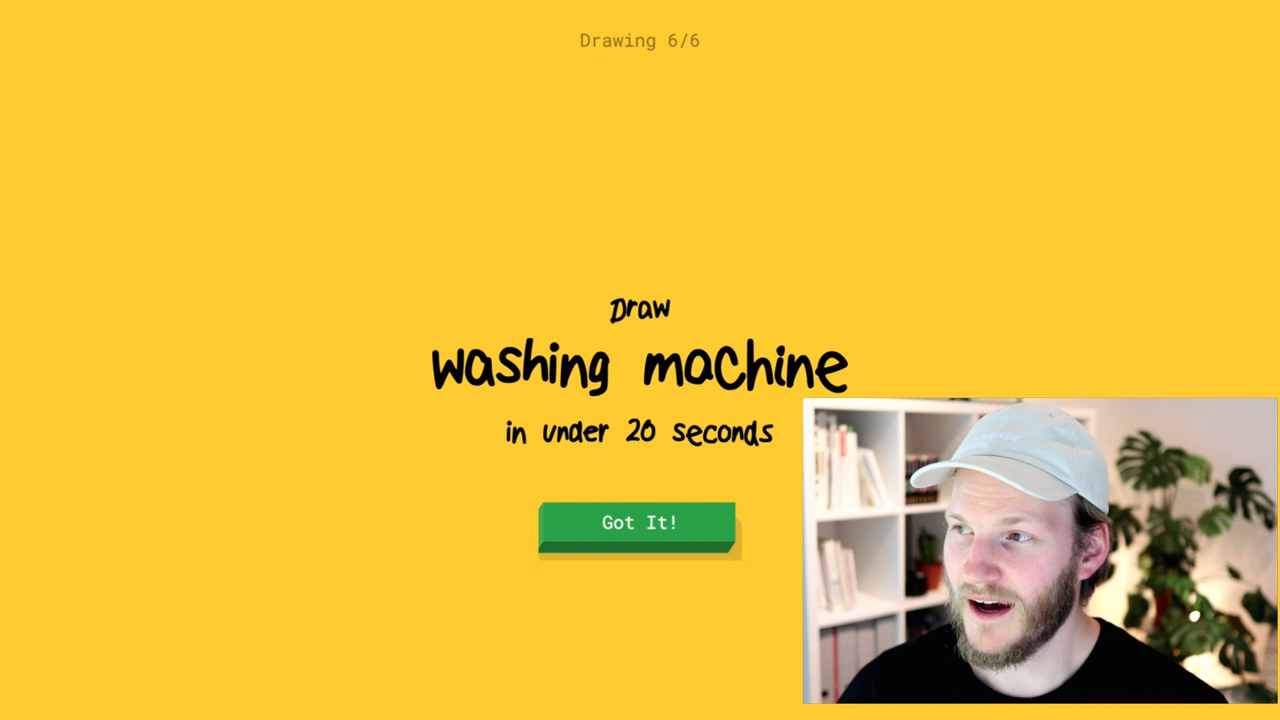 Drawing 6/6
Draw
washing machine
in under 20 seconds
Got It!